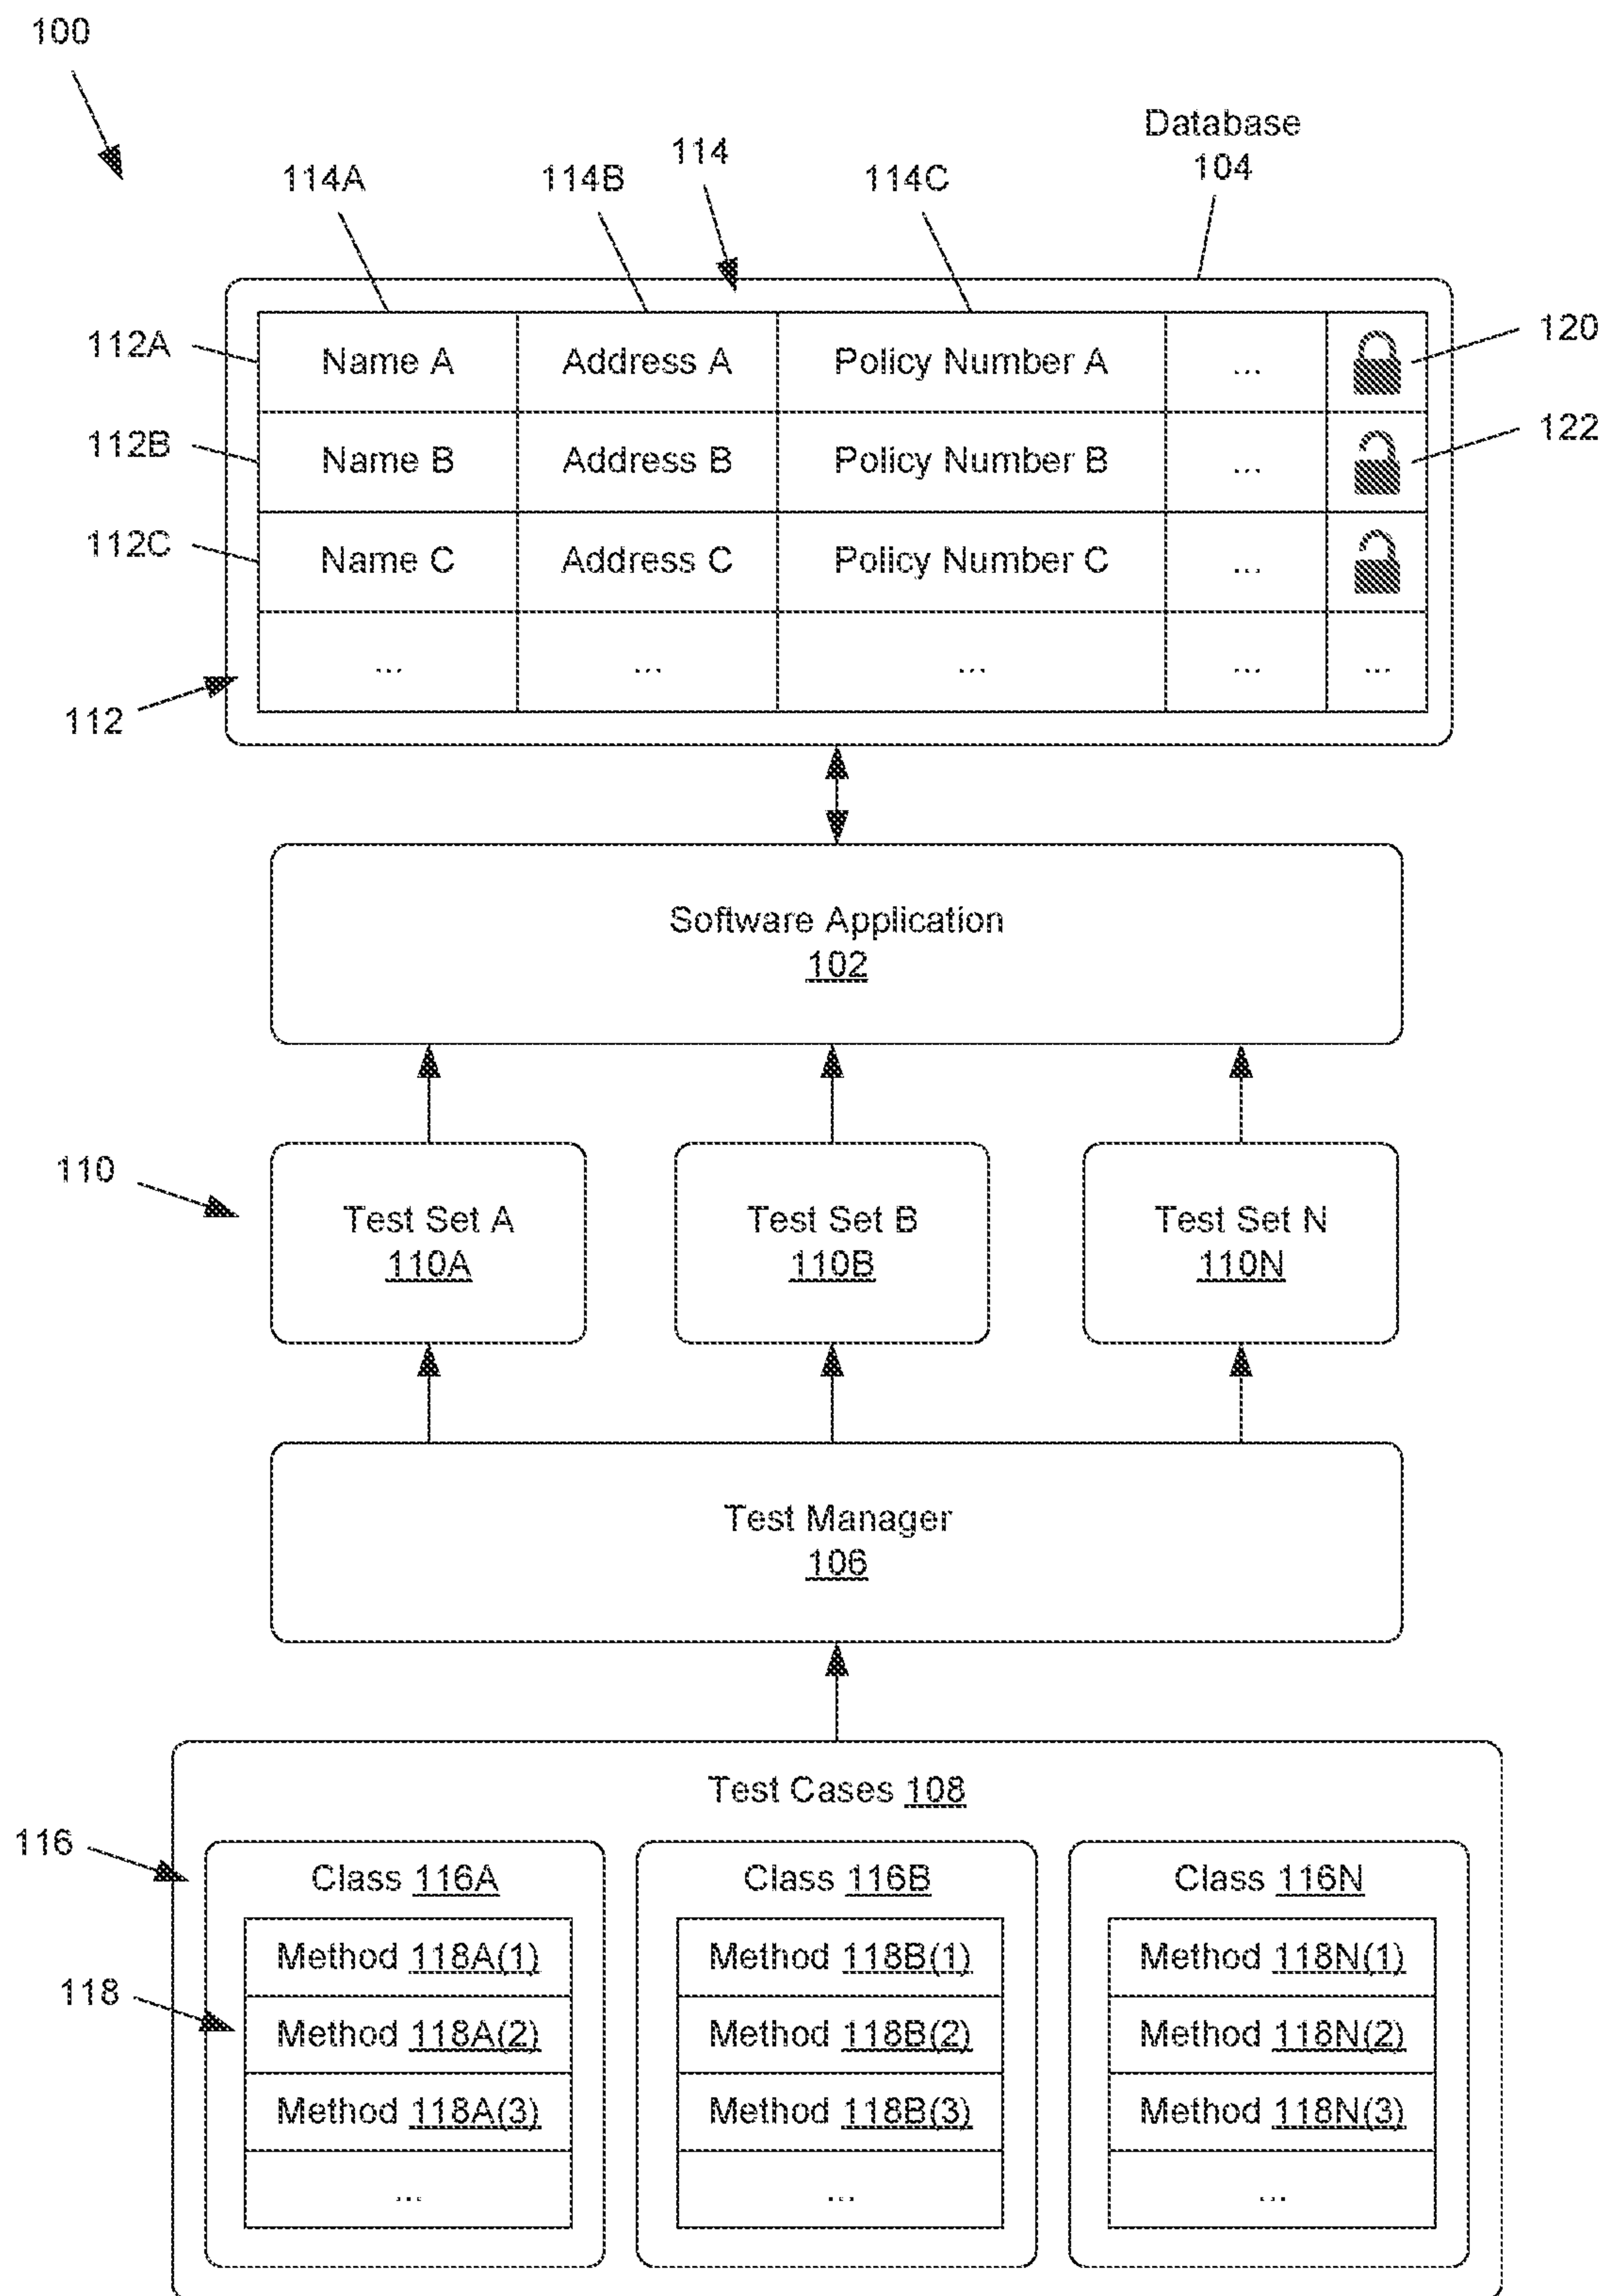 100
Database
104
114
114A 114B 114C
112A Name A Address A Policy Number A ... 120
112B Name B Address B Policy Number B ... 122
112C Name C Address C Policy Number C ...
... ... ... ... ...
112
Software Application
102
110
Test Set A Test Set B Test Set N
110A 110B 110N
Test Manager
106
Test Cases 108
116
Class 116A Class 116B Class 116N
Method 118A(1) Method 118B(1) Method 118N(1)
118
Method 118A(2) Method 118B(2) Method 118N(2)
Method 118A(3) Method 118B(3) Method 118N(3)
... ... ...